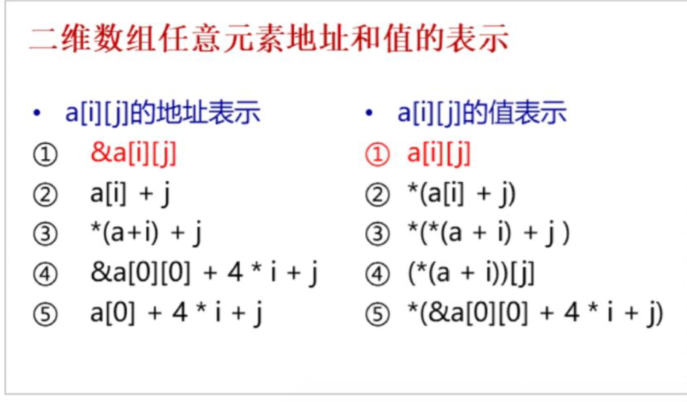 二维数组任意元素地址和值的表示
• a[i][j]的地址表示
① &a[i][j]
② a[i] + j
③ *(a+i) + j
④ &a[0][0] + 4 * i + j
⑤ a[0] + 4 * i + j
• a[i][j]的值表示
① a[i][j]
② *(a[i] + j)
③ *(*(a + i) + j )
④ (*(a + i))[j]
⑤ *(&a[0][0] + 4 * i + j)